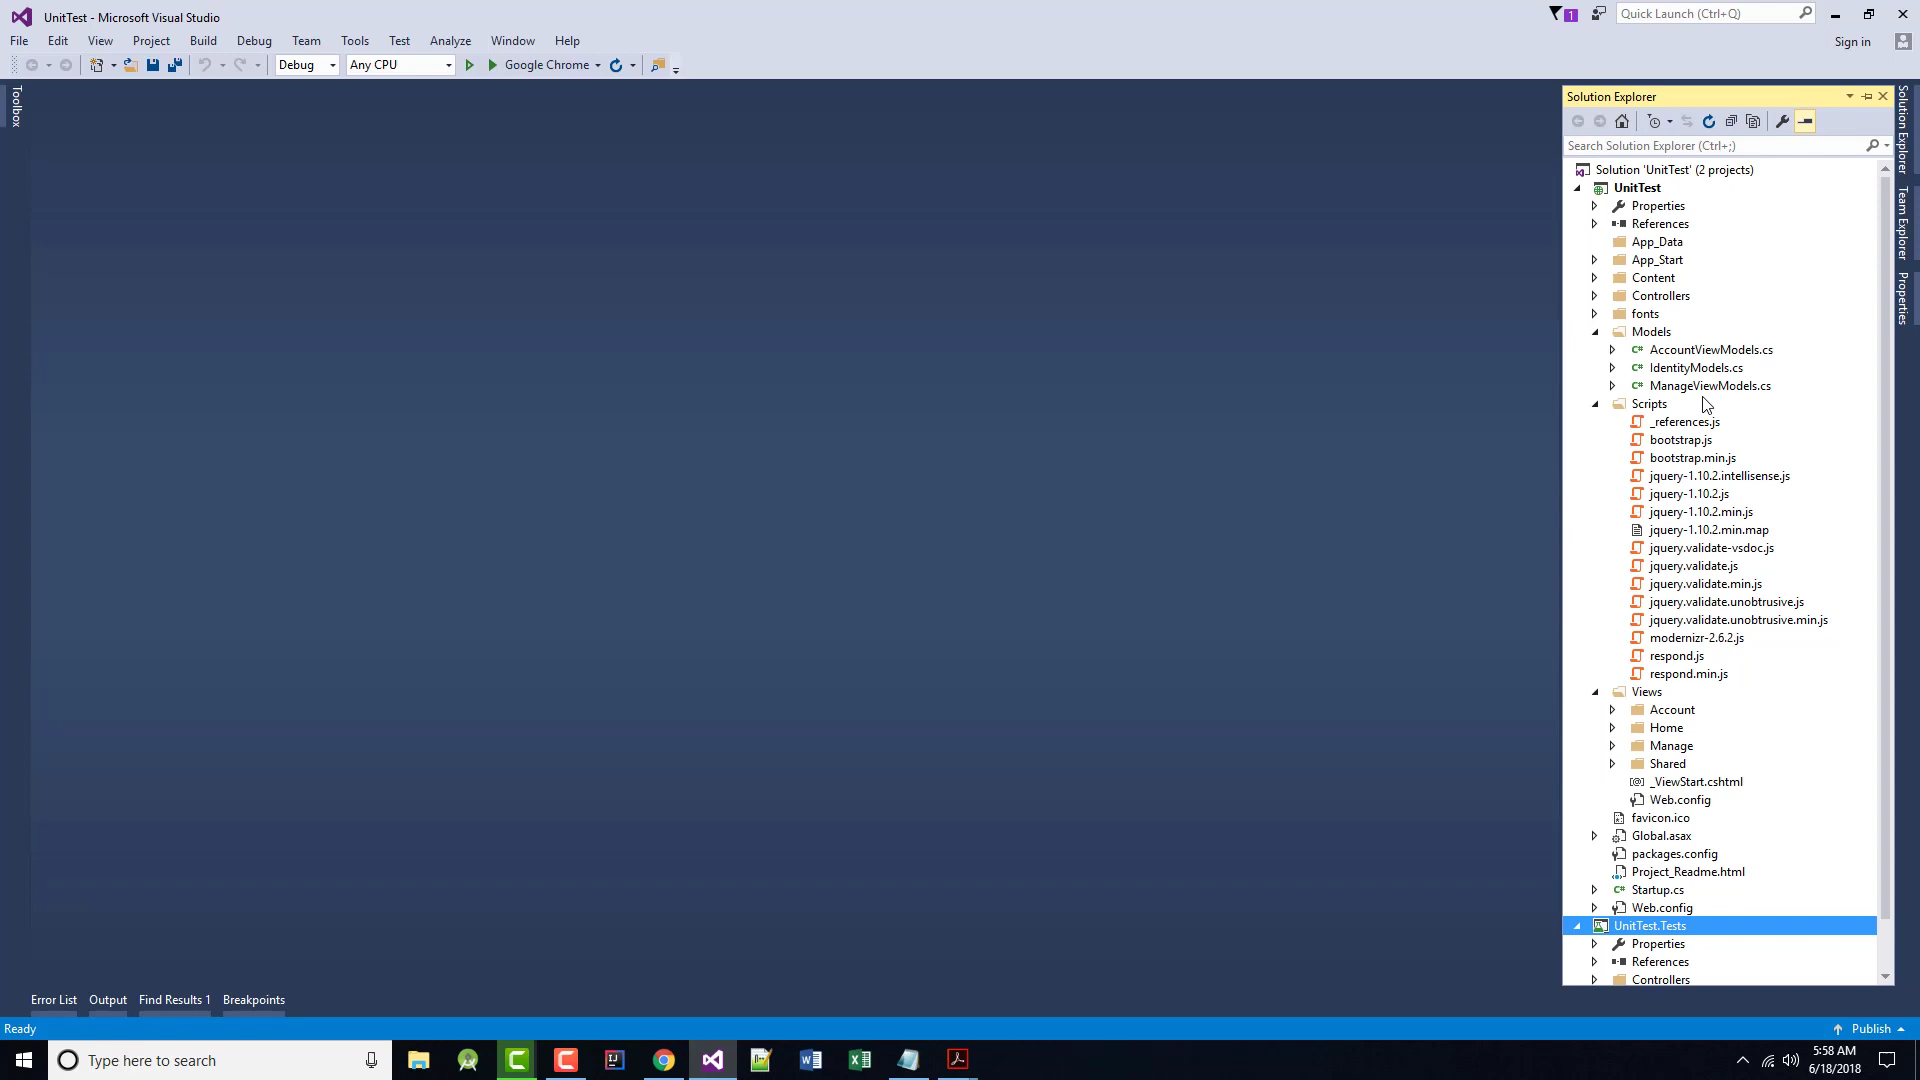 UnitTest - Microsoft Visual Studio
1
Quick Launch (Ctrl+Q)
File Edit View Project Build Debug Team Tools Test Analyze Window Help
Sign in
Debug Any CPU Google Chrome
Toolbox
Solution Explorer
Search Solution Explorer (Ctrl+;)
Solution 'UnitTest' (2 projects)
UnitTest
Properties
References
App_Data
App_Start
Content
Controllers
fonts
Models
C# AccountViewModels.cs
C# IdentityModels.cs
C# ManageViewModels.cs
Scripts
_references.js
bootstrap.js
bootstrap.min.js
jquery-1.10.2.intellisense.js
jquery-1.10.2.js
jquery-1.10.2.min.js
jquery-1.10.2.min.map
jquery.validate-vsdoc.js
jquery.validate.js
jquery.validate.min.js
jquery.validate.unobtrusive.js
jquery.validate.unobtrusive.min.js
modernizr-2.6.2.js
respond.js
respond.min.js
Views
Account
Home
Manage
Shared
[@] _ViewStart.cshtml
Web.config
favicon.ico
Global.asax
packages.config
Project_Readme.html
C# Startup.cs
Web.config
UnitTest.Tests
Properties
References
Controllers
Solution Explorer
Team Explorer
Properties
Error List Output Find Results 1 Breakpoints
Ready
Publish
Type here to search
5:58 AM
6/18/2018